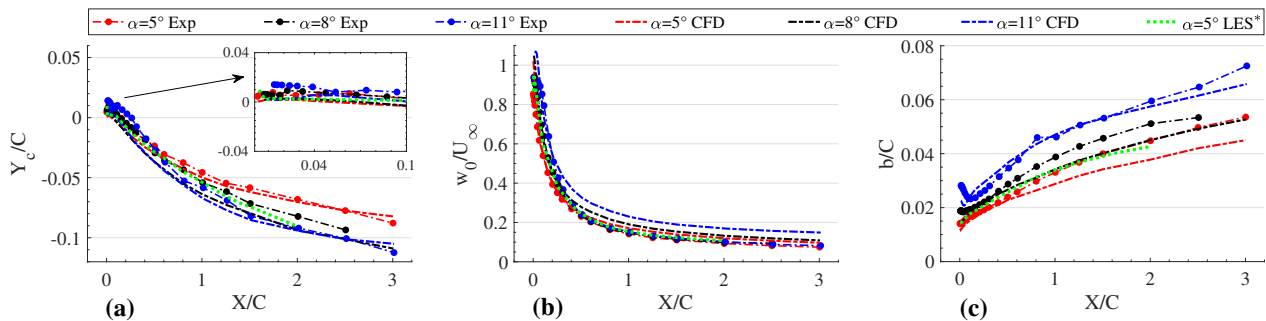 α=5° Exp α=8° Exp α=11° Exp α=5° CFD α=8° CFD α=11° CFD α=5° LES*
0.05
0
-0.05
-0.1
Y_c/C
0.04
0
-0.04
0.04 0.1
0 1 2 3
X/C
(a)
1
0.8
0.6
0.4
0.2
0
w_0/U_∞
0 1 2 3
X/C
(b)
0.08
0.06
0.04
0.02
0
b/C
0 1 2 3
X/C
(c)